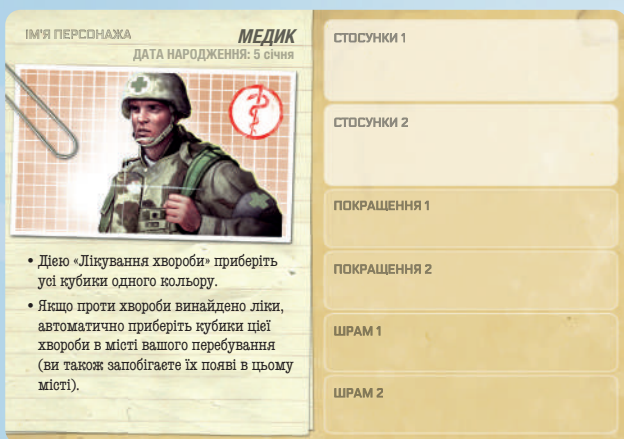 ІМ'Я ПЕРСОНАЖА
МЕДИК
ДАТА НАРОДЖЕННЯ: 5 січня
• Дією «Лікування хвороби» приберіть
усі кубики одного кольору.
• Якщо проти хвороби винайдено ліки,
автоматично приберіть кубики цієї
хвороби в місті вашого перебування
(ви також запобігаєте їх появі в цьому
місті).
СТОСУНКИ 1
СТОСУНКИ 2
ПОКРАЩЕННЯ 1
ПОКРАЩЕННЯ 2
ШРАМ 1
ШРАМ 2